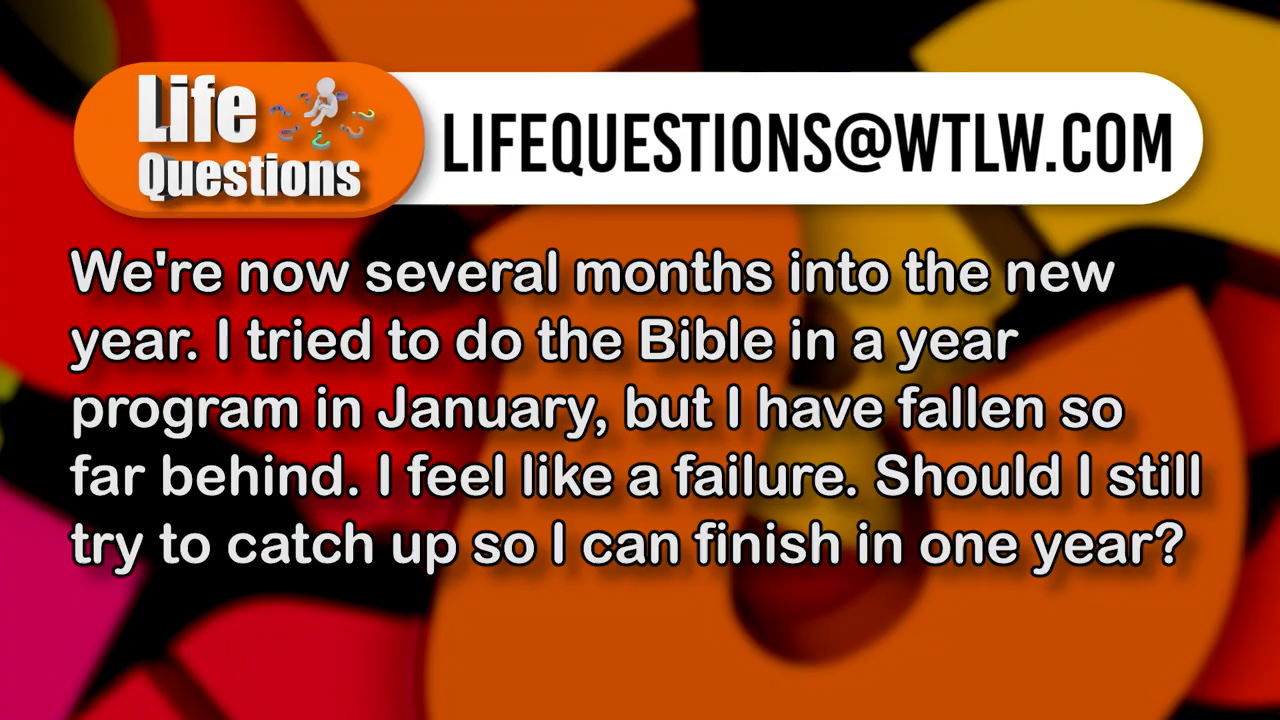 Life
Questions
LIFEQUESTIONS@WTLW.COM
We're now several months into the new
year. I tried to do the Bible in a year
program in January, but I have fallen so
far behind. I feel like a failure. Should I still
try to catch up so I can finish in one year?